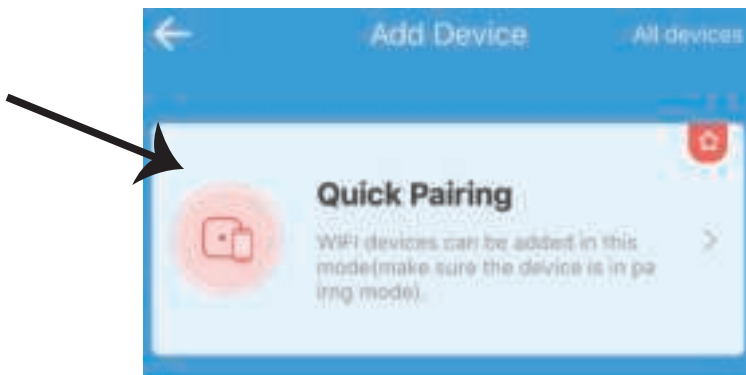 Add Device
All devices
Quick Pairing
WIFI devices can be added in this
mode(make sure the device is in pa
irng mode).